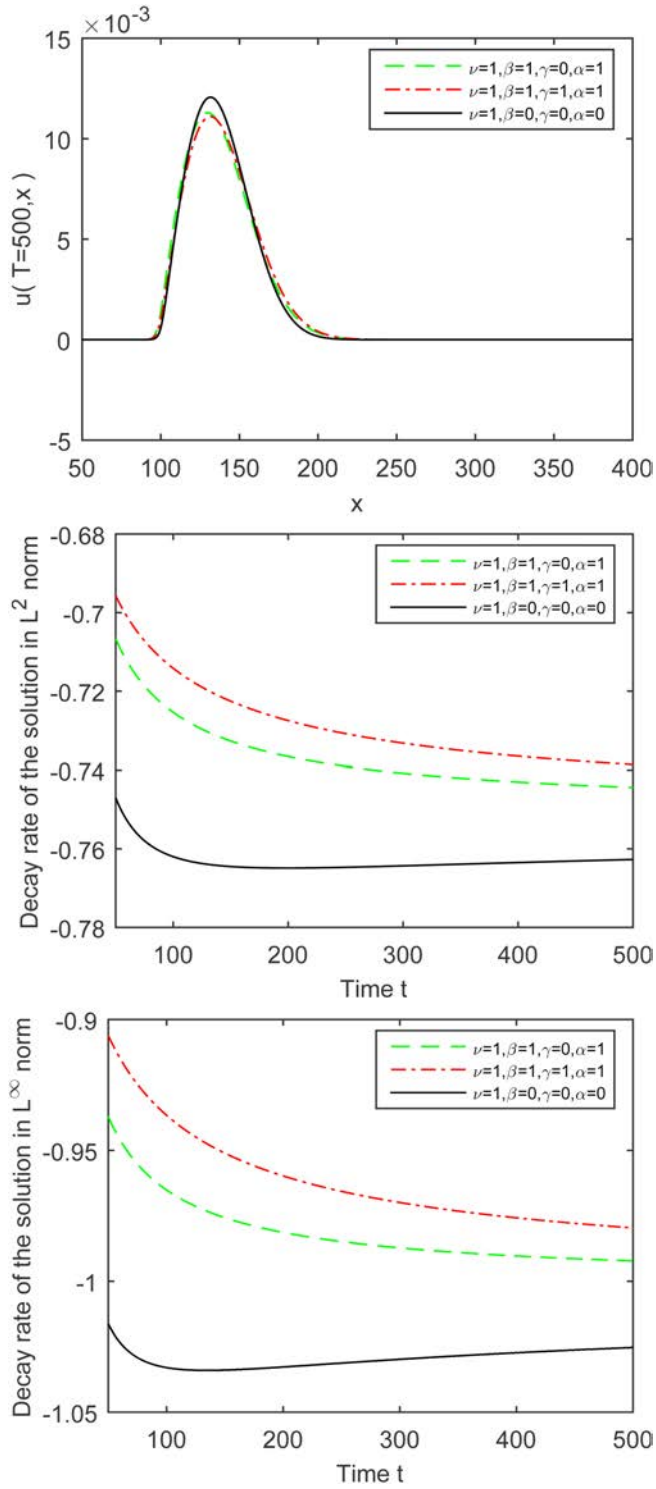 ×10⁻³
15
10
5
0
-5
u( T=500,x )
ν=1,β=1,γ=0,α=1
ν=1,β=1,γ=1,α=1
ν=1,β=0,γ=0,α=0
50 100 150 200 250 300 350 400
x
-0.68
-0.7
-0.72
-0.74
-0.76
-0.78
Decay rate of the solution in L² norm
ν=1,β=1,γ=0,α=1
ν=1,β=1,γ=1,α=1
ν=1,β=0,γ=0,α=0
100 200 300 400 500
Time t
-0.9
-0.95
-1
-1.05
Decay rate of the solution in L∞ norm
ν=1,β=1,γ=0,α=1
ν=1,β=1,γ=1,α=1
ν=1,β=0,γ=0,α=0
100 200 300 400 500
Time t